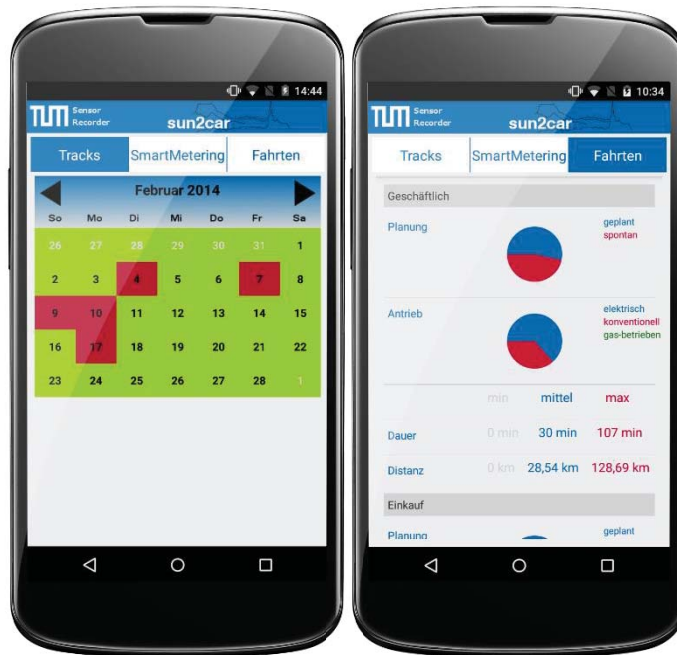 14:44
TUM Sensor
Recorder
sun2car
Tracks SmartMetering Fahrten
Februar 2014
So Mo Di Mi Do Fr Sa
26 27 28 29 30 31 1
2 3 4 5 6 7 8
9 10 11 12 13 14 15
16 17 18 19 20 21 22
23 24 25 26 27 28 1
10:34
TUM Sensor
Recorder
sun2car
Tracks SmartMetering Fahrten
Geschäftlich
Planung geplant
spontan
Antrieb elektrisch
konventionell
gas-betrieben
min mittel max
Dauer 0 min 30 min 107 min
Distanz 0 km 28,54 km 128,69 km
Einkauf
Planung geplant